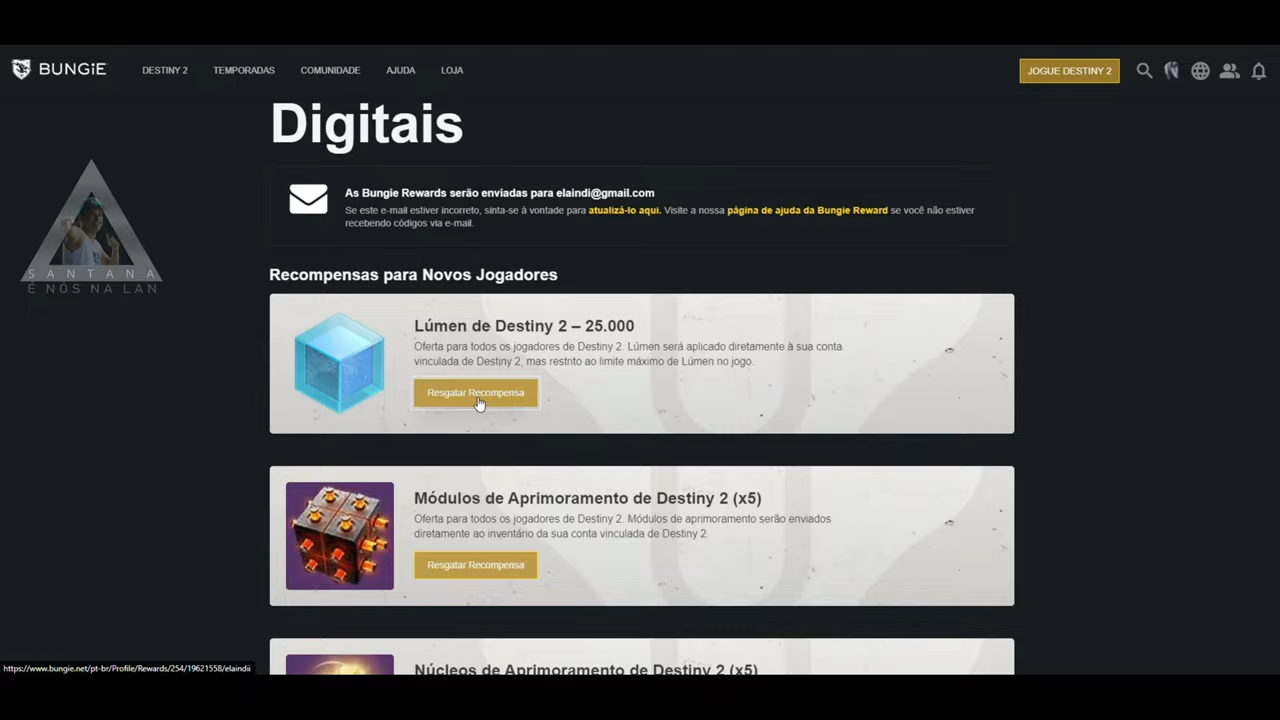 BUNGiE
DESTINY 2
TEMPORADAS
COMUNIDADE
AJUDA
LOJA
JOGUE DESTINY 2
Digitais
As Bungie Rewards serão enviadas para elaindi@gmail.com
Se este e-mail estiver incorreto, sinta-se à vontade para atualizá-lo aqui. Visite a nossa página de ajuda da Bungie Reward se você não estiver
recebendo códigos via e-mail.
SANTANA
É NÓS NA LAN
Recompensas para Novos Jogadores
Lúmen de Destiny 2 – 25.000
Oferta para todos os jogadores de Destiny 2. Lúmen será aplicado diretamente à sua conta
vinculada de Destiny 2, mas restrito ao limite máximo de Lúmen no jogo.
Resgatar Recompensa
Módulos de Aprimoramento de Destiny 2 (x5)
Oferta para todos os jogadores de Destiny 2. Módulos de aprimoramento serão enviados
diretamente ao inventário da sua conta vinculada de Destiny 2.
Resgatar Recompensa
Núcleos de Aprimoramento de Destiny 2 (x5)
https://www.bungie.net/pt-br/Profile/Rewards/254/19621558/elaindii